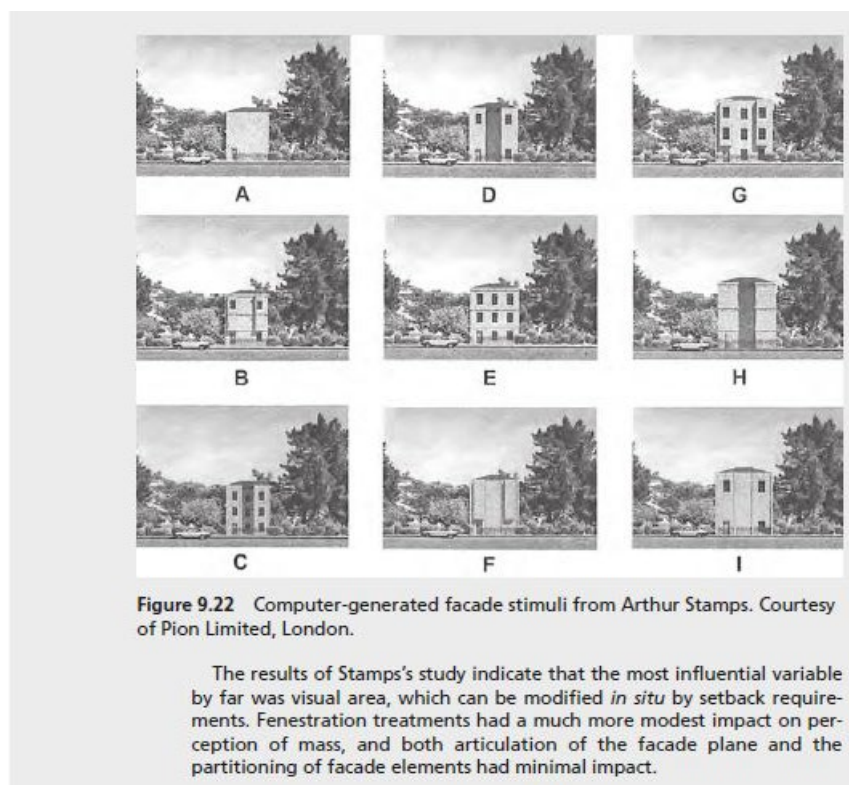 A
D
G
B
E
H
C
F
I
Figure 9.22 Computer-generated facade stimuli from Arthur Stamps. Courtesy
of Pion Limited, London.
The results of Stamps's study indicate that the most influential variable
by far was visual area, which can be modified in situ by setback require-
ments. Fenestration treatments had a much more modest impact on per-
ception of mass, and both articulation of the facade plane and the
partitioning of facade elements had minimal impact.